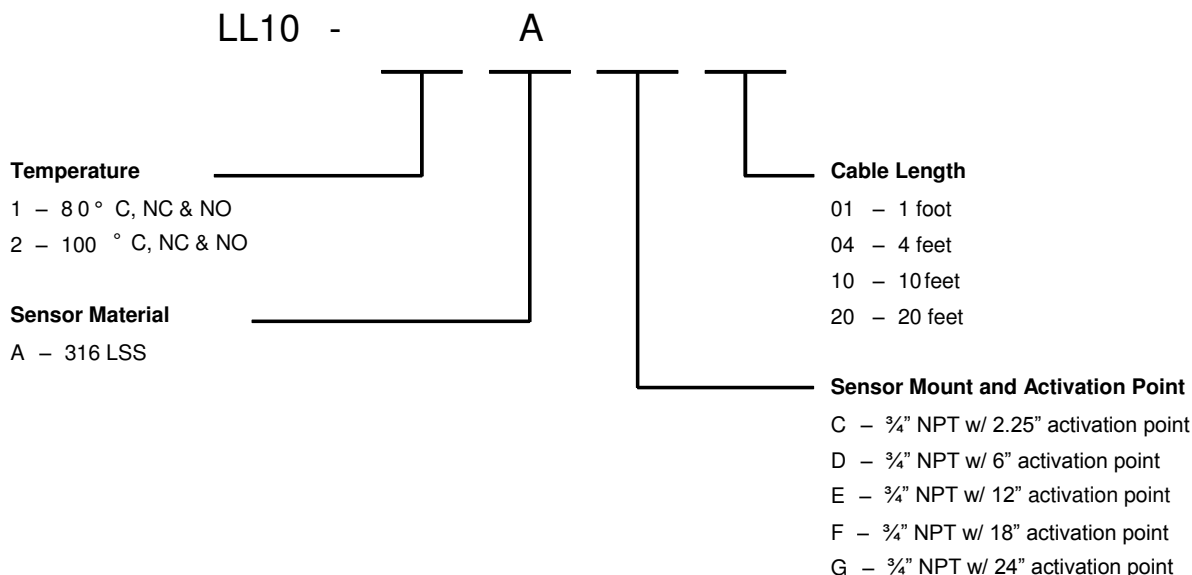 LL10 - A
Temperature
1 – 80° C, NC & NO
2 – 100 ° C, NC & NO
Sensor Material
A – 316 LSS
Cable Length
01 – 1 foot
04 – 4 feet
10 – 10 feet
20 – 20 feet
Sensor Mount and Activation Point
C – ¾” NPT w/ 2.25” activation point
D – ¾” NPT w/ 6” activation point
E – ¾” NPT w/ 12” activation point
F – ¾” NPT w/ 18” activation point
G – ¾” NPT w/ 24” activation point